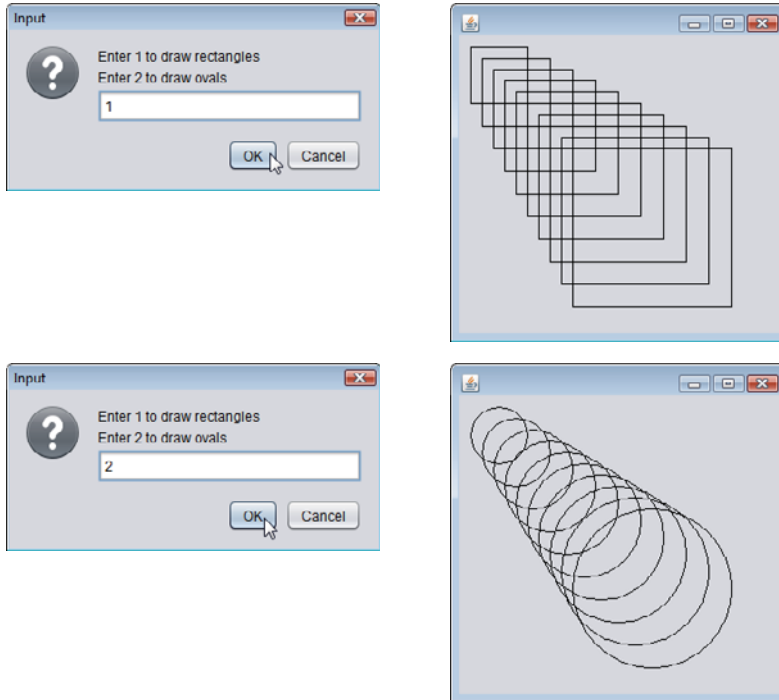 Input
Enter 1 to draw rectangles
Enter 2 to draw ovals
1
OK
Cancel
Input
Enter 1 to draw rectangles
Enter 2 to draw ovals
2
OK
Cancel